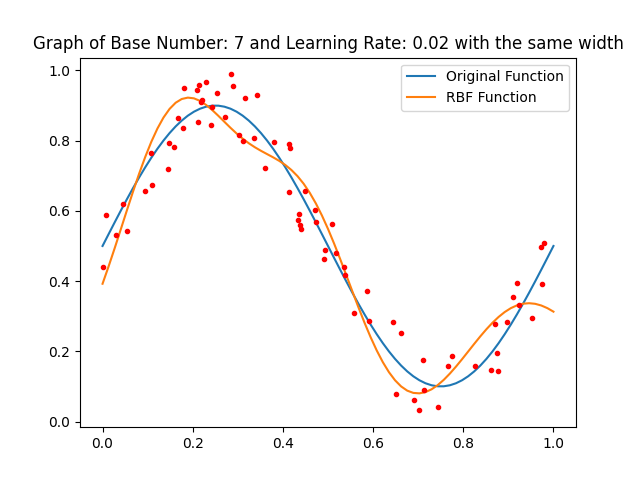 Graph of Base Number: 7 and Learning Rate: 0.02 with the same width
Original Function
RBF Function
1.0
0.8
0.6
0.4
0.2
0.0
0.0 0.2 0.4 0.6 0.8 1.0